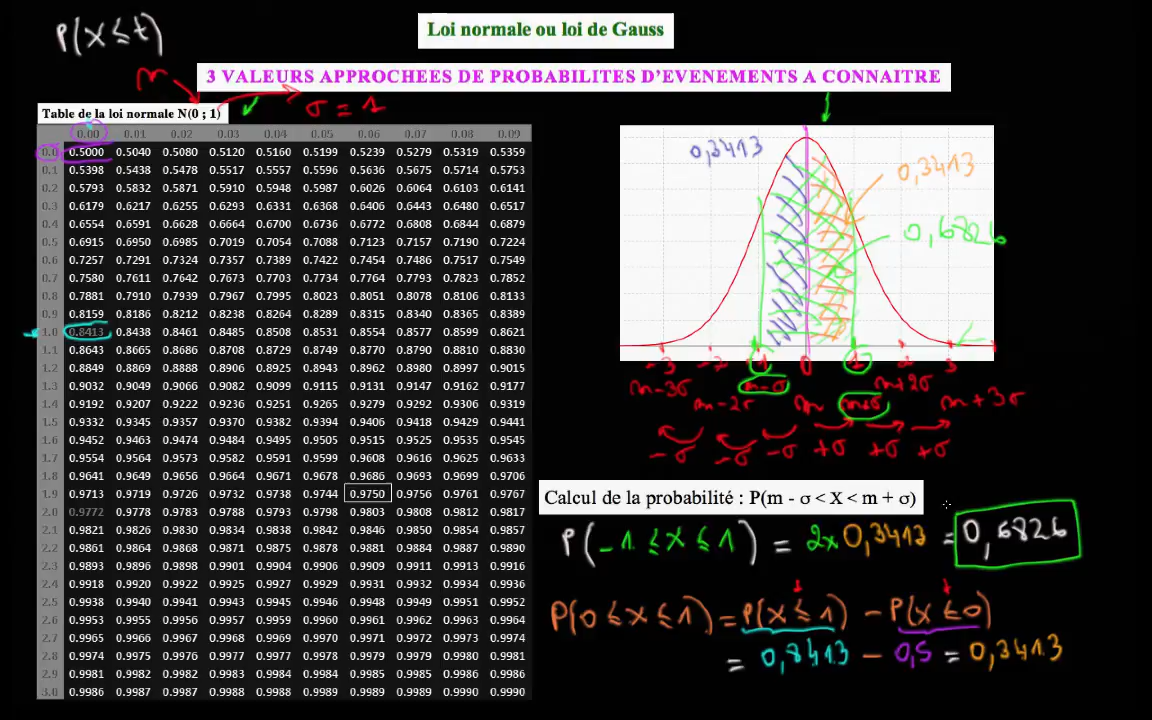 P(X ≤ t)
Loi normale ou loi de Gauss
m
3 VALEURS APPROCHEES DE PROBABILITES D'EVENEMENTS A CONNAITRE
Table de la loi normale N(0 ; 1)
σ = 1
0.00 0.01 0.02 0.03 0.04 0.05 0.06 0.07 0.08 0.09
0.0 0.5000 0.5040 0.5080 0.5120 0.5160 0.5199 0.5239 0.5279 0.5319 0.5359
0.1 0.5398 0.5438 0.5478 0.5517 0.5557 0.5596 0.5636 0.5675 0.5714 0.5753
0.2 0.5793 0.5832 0.5871 0.5910 0.5948 0.5987 0.6026 0.6064 0.6103 0.6141
0.3 0.6179 0.6217 0.6255 0.6293 0.6331 0.6368 0.6406 0.6443 0.6480 0.6517
0.4 0.6554 0.6591 0.6628 0.6664 0.6700 0.6736 0.6772 0.6808 0.6844 0.6879
0.5 0.6915 0.6950 0.6985 0.7019 0.7054 0.7088 0.7123 0.7157 0.7190 0.7224
0.6 0.7257 0.7291 0.7324 0.7357 0.7389 0.7422 0.7454 0.7486 0.7517 0.7549
0.7 0.7580 0.7611 0.7642 0.7673 0.7703 0.7734 0.7764 0.7793 0.7823 0.7852
0.8 0.7881 0.7910 0.7939 0.7967 0.7995 0.8023 0.8051 0.8078 0.8106 0.8133
0.9 0.8159 0.8186 0.8212 0.8238 0.8264 0.8289 0.8315 0.8340 0.8365 0.8389
1.0 0.8413 0.8438 0.8461 0.8485 0.8508 0.8531 0.8554 0.8577 0.8599 0.8621
1.1 0.8643 0.8665 0.8686 0.8708 0.8729 0.8749 0.8770 0.8790 0.8810 0.8830
1.2 0.8849 0.8869 0.8888 0.8906 0.8925 0.8943 0.8962 0.8980 0.8997 0.9015
1.3 0.9032 0.9049 0.9066 0.9082 0.9099 0.9115 0.9131 0.9147 0.9162 0.9177
1.4 0.9192 0.9207 0.9222 0.9236 0.9251 0.9265 0.9279 0.9292 0.9306 0.9319
1.5 0.9332 0.9345 0.9357 0.9370 0.9382 0.9394 0.9406 0.9418 0.9429 0.9441
1.6 0.9452 0.9463 0.9474 0.9484 0.9495 0.9505 0.9515 0.9525 0.9535 0.9545
1.7 0.9554 0.9564 0.9573 0.9582 0.9591 0.9599 0.9608 0.9616 0.9625 0.9633
1.8 0.9641 0.9649 0.9656 0.9664 0.9671 0.9678 0.9686 0.9693 0.9699 0.9706
1.9 0.9713 0.9719 0.9726 0.9732 0.9738 0.9744 0.9750 0.9756 0.9761 0.9767
2.0 0.9772 0.9778 0.9783 0.9788 0.9793 0.9798 0.9803 0.9808 0.9812 0.9817
2.1 0.9821 0.9826 0.9830 0.9834 0.9838 0.9842 0.9846 0.9850 0.9854 0.9857
2.2 0.9861 0.9864 0.9868 0.9871 0.9875 0.9878 0.9881 0.9884 0.9887 0.9890
2.3 0.9893 0.9896 0.9898 0.9901 0.9904 0.9906 0.9909 0.9911 0.9913 0.9916
2.4 0.9918 0.9920 0.9922 0.9925 0.9927 0.9929 0.9931 0.9932 0.9934 0.9936
2.5 0.9938 0.9940 0.9941 0.9943 0.9945 0.9946 0.9948 0.9949 0.9951 0.9952
2.6 0.9953 0.9955 0.9956 0.9957 0.9959 0.9960 0.9961 0.9962 0.9963 0.9964
2.7 0.9965 0.9966 0.9967 0.9968 0.9969 0.9970 0.9971 0.9972 0.9973 0.9974
2.8 0.9974 0.9975 0.9976 0.9977 0.9977 0.9978 0.9979 0.9979 0.9980 0.9981
2.9 0.9981 0.9982 0.9982 0.9983 0.9984 0.9984 0.9985 0.9985 0.9986 0.9986
3.0 0.9986 0.9987 0.9987 0.9988 0.9988 0.9989 0.9989 0.9989 0.9990 0.9990
0,3413
0,3413
0,6826
-3 -2 -1 0 1 2 3
m-3σ m-2σ m-σ m m+σ m+2σ m+3σ
-σ -σ -σ +σ +σ +σ
Calcul de la probabilité : P(m - σ < X < m + σ)
P(-1 ≤ X ≤ 1) = 2x 0,3413 = 0,6826
P(0 ≤ X ≤ 1) = P(X ≤ 1) - P(X ≤ 0)
= 0,8413 - 0,5 = 0,3413